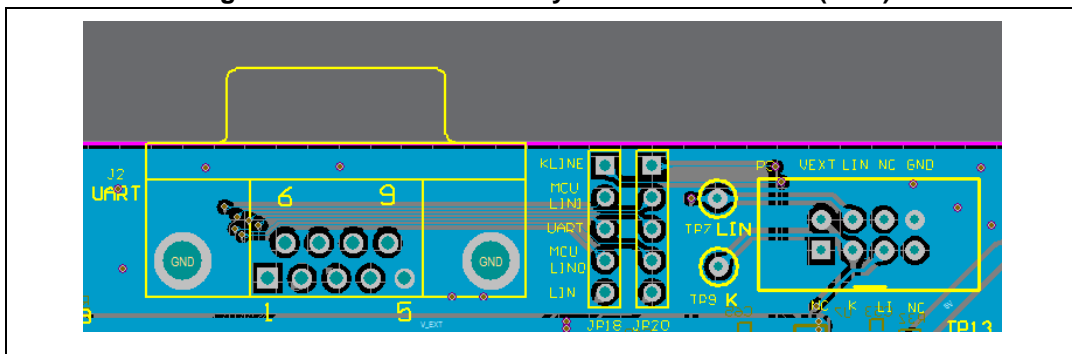 J2
UART
6 9
GND
GND
1 5
V_EXT
KLINE
MCU
LIN1
UART
MCU
LIN0
LIN
JP18 JP20
TP7 LIN
TP9 K
VEXT LIN NC GND
NC K LI NC
TP13